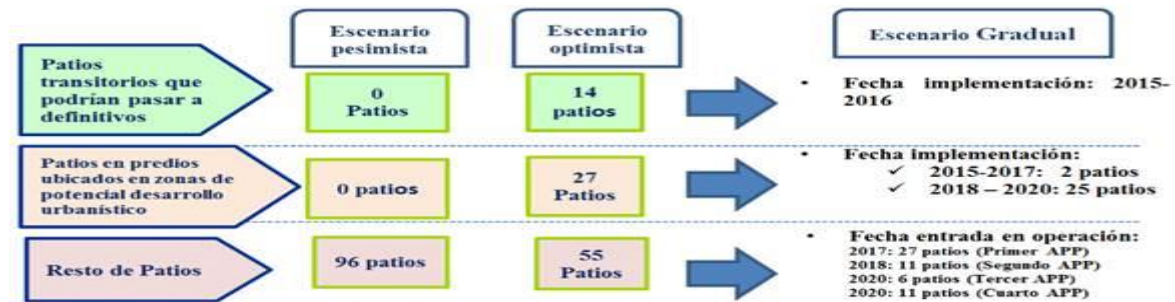 Escenario
pesimista
Escenario
optimista
Escenario Gradual
Patios
transitorios que
podrían pasar a
definitivos
0
Patios
14
patios
• Fecha implementación: 2015-
2016
Patios en predios
ubicados en zonas de
potencial desarrollo
urbanístico
0 patios
27
Patios
• Fecha implementación:
✓ 2015-2017: 2 patios
✓ 2018 – 2020: 25 patios
Resto de Patios
96 patios
55
Patios
• Fecha entrada en operación:
2017: 27 patios (Primer APP)
2018: 11 patios (Segundo APP)
2020: 6 patios (Tercer APP)
2020: 11 patios (Cuarto APP)